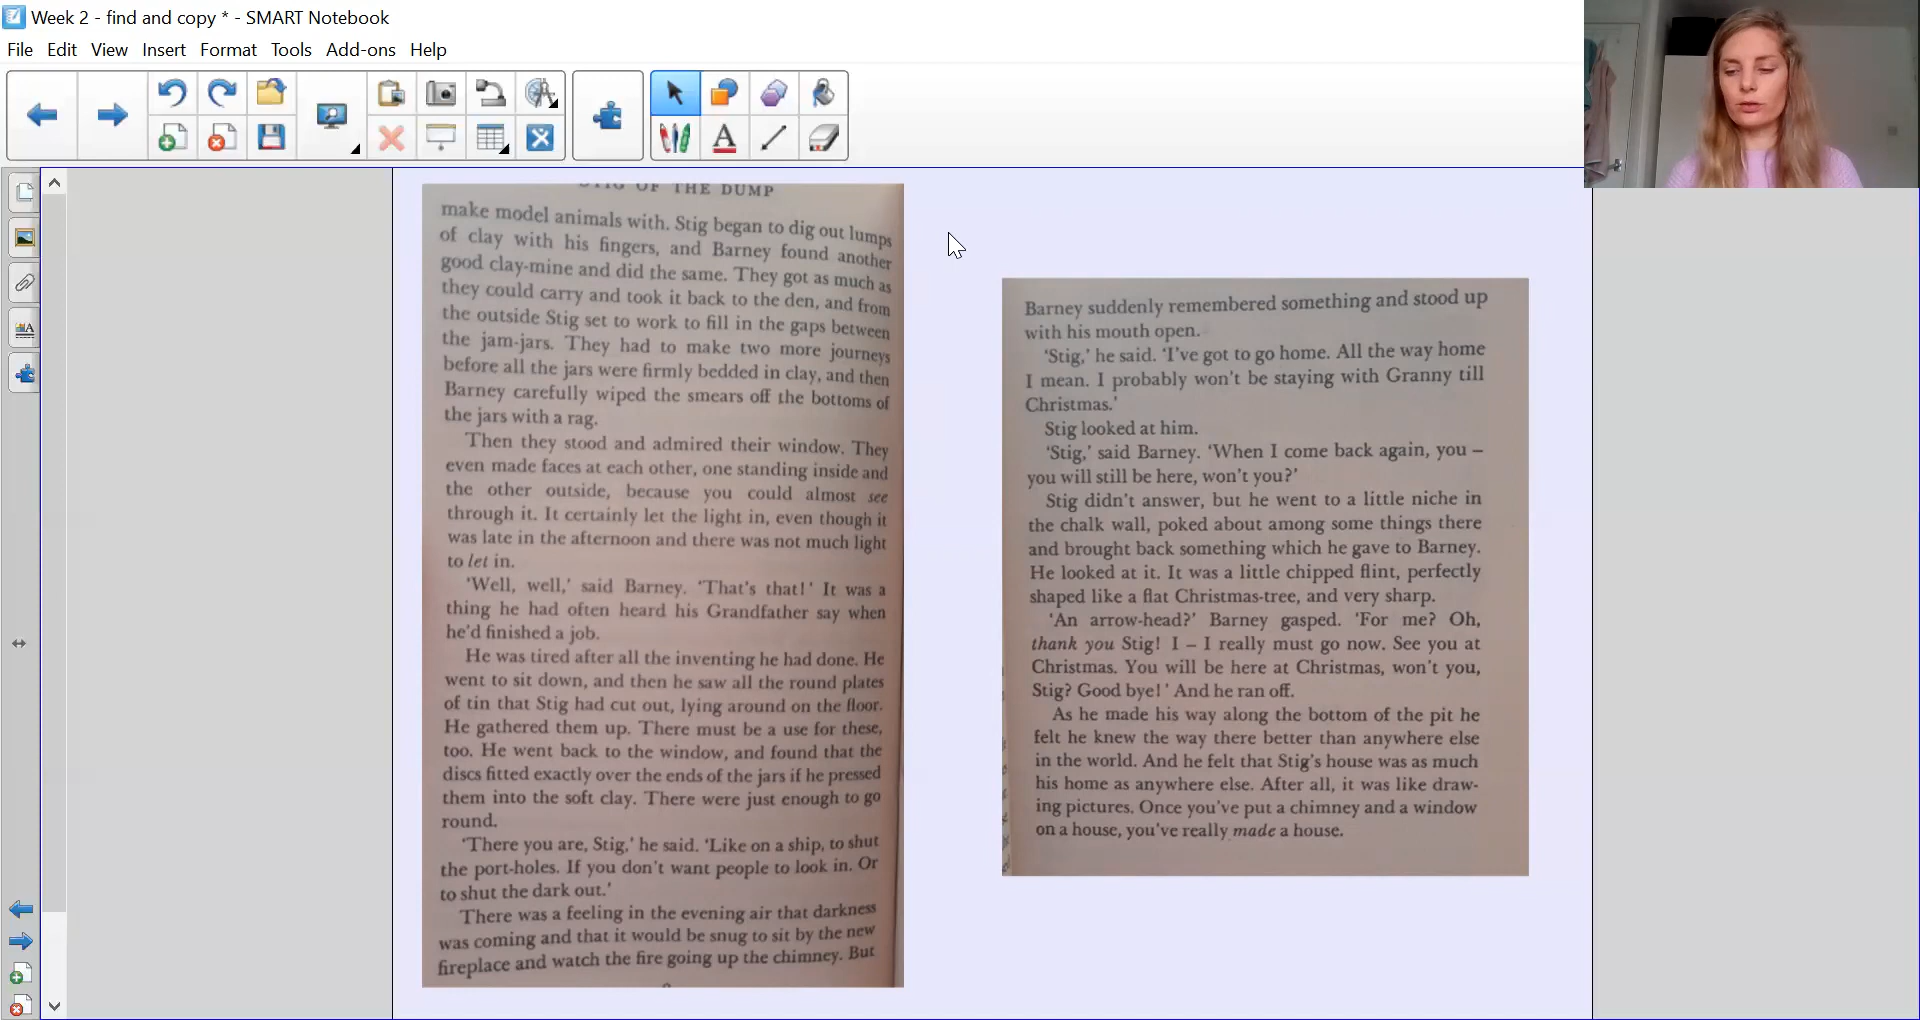 Week 2 - find and copy * - SMART Notebook
File Edit View Insert Format Tools Add-ons Help
OF THE DUMP
make model animals with. Stig began to dig out lumps
of clay with his fingers, and Barney found another
good clay-mine and did the same. They got as much as
they could carry and took it back to the den, and from
the outside Stig set to work to fill in the gaps between
the jam-jars. They had to make two more journeys
before all the jars were firmly bedded in clay, and then
Barney carefully wiped the smears off the bottoms of
the jars with a rag.
Then they stood and admired their window. They
even made faces at each other, one standing inside and
the other outside, because you could almost see
through it. It certainly let the light in, even though it
was late in the afternoon and there was not much light
to let in.
'Well, well,' said Barney. 'That's that!' It was a
thing he had often heard his Grandfather say when
he'd finished a job.
He was tired after all the inventing he had done. He
went to sit down, and then he saw all the round plates
of tin that Stig had cut out, lying around on the floor.
He gathered them up. There must be a use for these,
too. He went back to the window, and found that the
discs fitted exactly over the ends of the jars if he pressed
them into the soft clay. There were just enough to go
round.
'There you are, Stig,' he said. 'Like on a ship, to shut
the port-holes. If you don't want people to look in. Or
to shut the dark out.'
There was a feeling in the evening air that darkness
was coming and that it would be snug to sit by the new
fireplace and watch the fire going up the chimney. But
Barney suddenly remembered something and stood up
with his mouth open.
'Stig,' he said. 'I've got to go home. All the way home
I mean. I probably won't be staying with Granny till
Christmas.'
Stig looked at him.
'Stig,' said Barney. 'When I come back again, you –
you will still be here, won't you?'
Stig didn't answer, but he went to a little niche in
the chalk wall, poked about among some things there
and brought back something which he gave to Barney.
He looked at it. It was a little chipped flint, perfectly
shaped like a flat Christmas-tree, and very sharp.
'An arrow-head?' Barney gasped. 'For me? Oh,
thank you Stig! I – I really must go now. See you at
Christmas. You will be here at Christmas, won't you,
Stig? Good bye!' And he ran off.
As he made his way along the bottom of the pit he
felt he knew the way there better than anywhere else
in the world. And he felt that Stig's house was as much
his home as anywhere else. After all, it was like draw-
ing pictures. Once you've put a chimney and a window
on a house, you've really made a house.